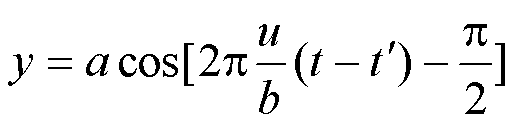 y = a cos[2π u/b (t − t′) − π/2]